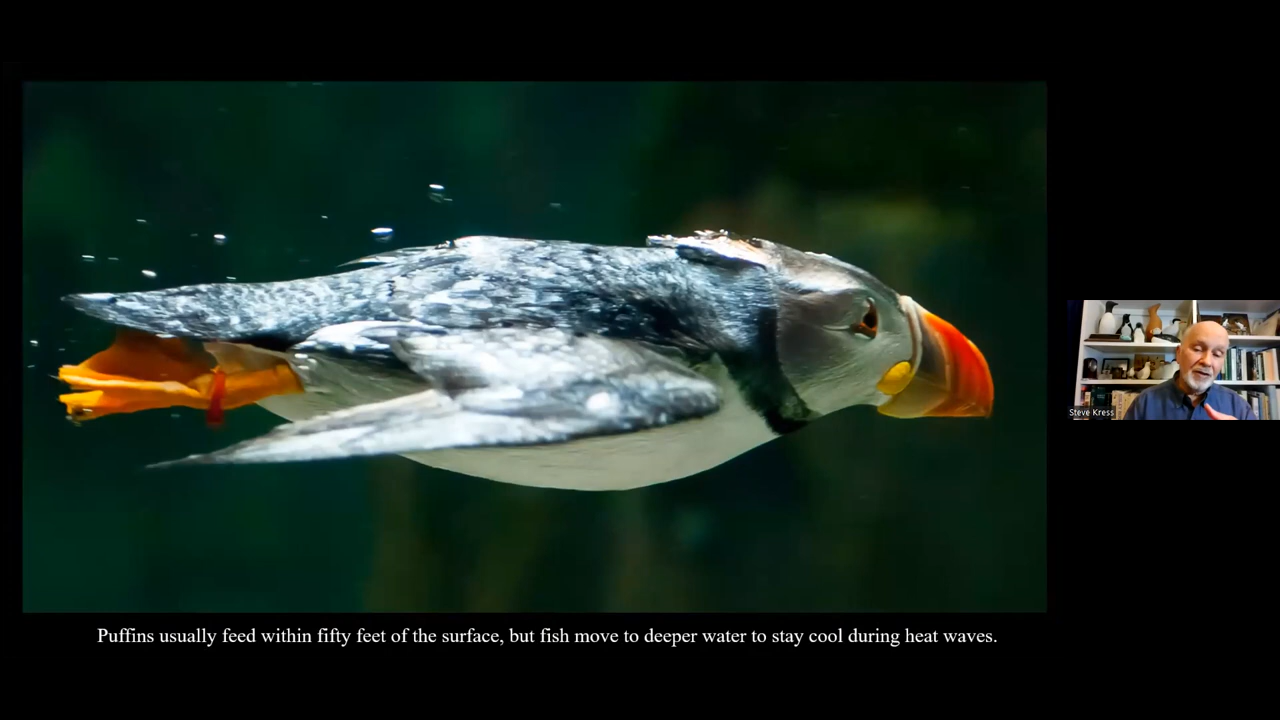 Steve Kress
Puffins usually feed within fifty feet of the surface, but fish move to deeper water to stay cool during heat waves.